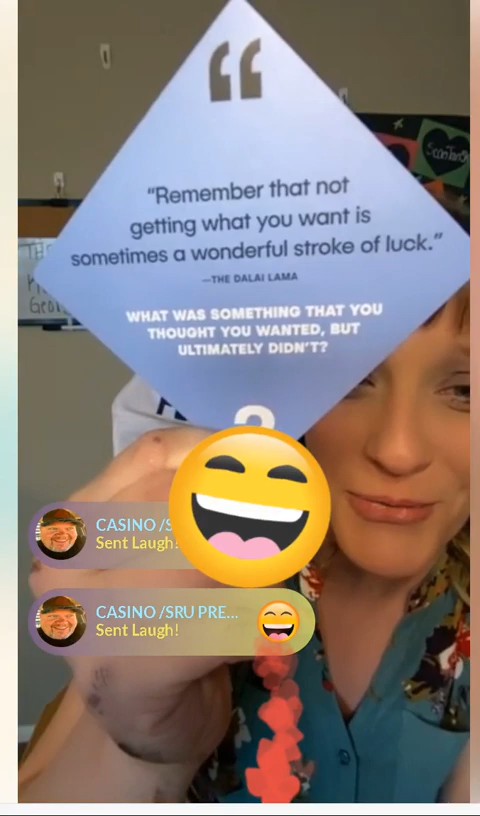 “
“Remember that not
getting what you want is
sometimes a wonderful stroke of luck.”
—THE DALAI LAMA
WHAT WAS SOMETHING THAT YOU
THOUGHT YOU WANTED, BUT
ULTIMATELY DIDN’T?
CASINO /S
Sent Laugh!
CASINO /SRU PRE...
Sent Laugh!